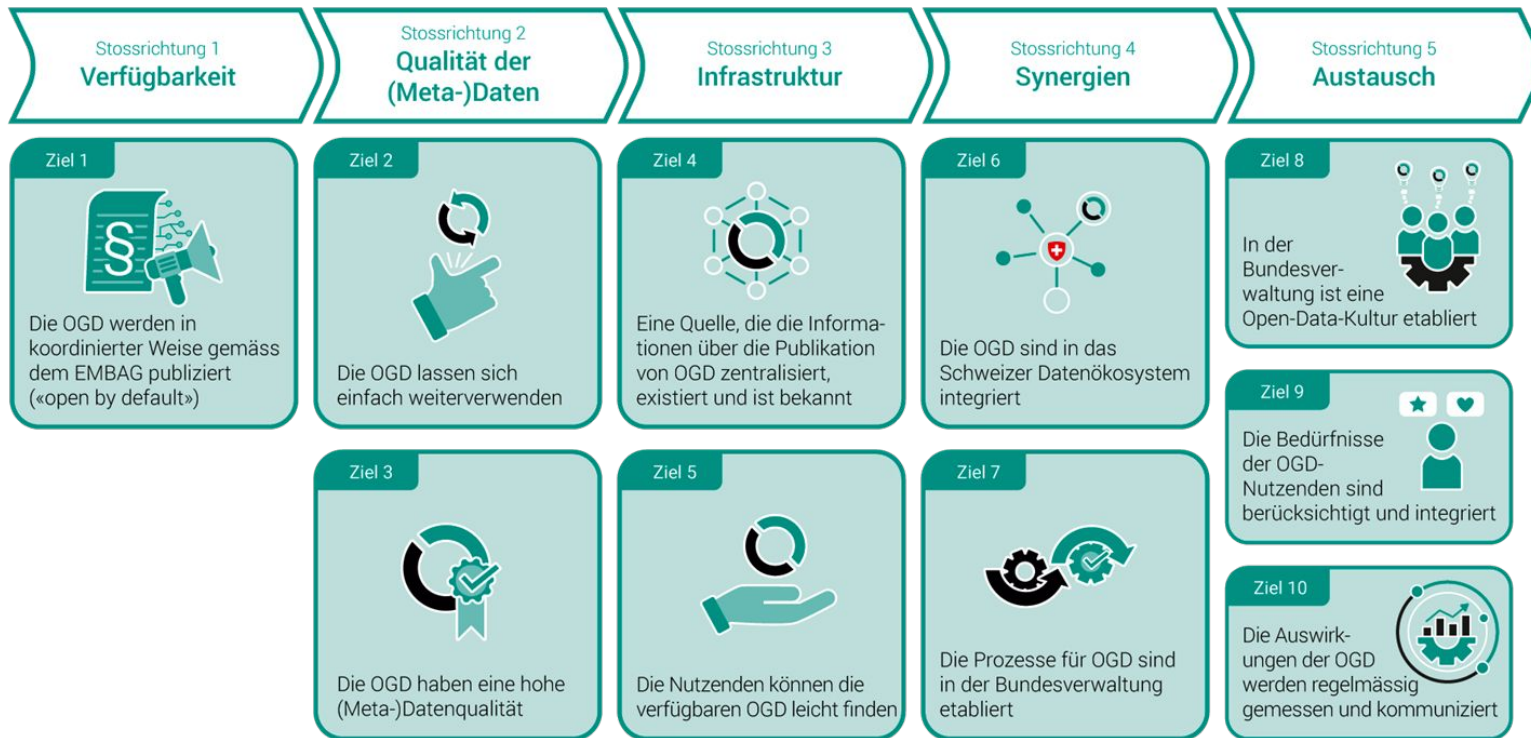 Stossrichtung 1
Verfügbarkeit
Stossrichtung 2
Qualität der
(Meta-)Daten
Stossrichtung 3
Infrastruktur
Stossrichtung 4
Synergien
Stossrichtung 5
Austausch
Ziel 1
§
Die OGD werden in
koordinierter Weise gemäss
dem EMBAG publiziert
(«open by default»)
Ziel 2
Die OGD lassen sich
einfach weiterverwenden
Ziel 3
Die OGD haben eine hohe
(Meta-)Datenqualität
Ziel 4
Eine Quelle, die die Informa-
tionen über die Publikation
von OGD zentralisiert,
existiert und ist bekannt
Ziel 5
Die Nutzenden können die
verfügbaren OGD leicht finden
Ziel 6
Die OGD sind in das
Schweizer Datenökosystem
integriert
Ziel 7
Die Prozesse für OGD sind
in der Bundesverwaltung
etabliert
Ziel 8
In der
Bundesver-
waltung ist eine
Open-Data-Kultur etabliert
Ziel 9
Die Bedürfnisse
der OGD-
Nutzenden sind
berücksichtigt und integriert
Ziel 10
Die Auswirk-
ungen der OGD
werden regelmässig
gemessen und kommuniziert